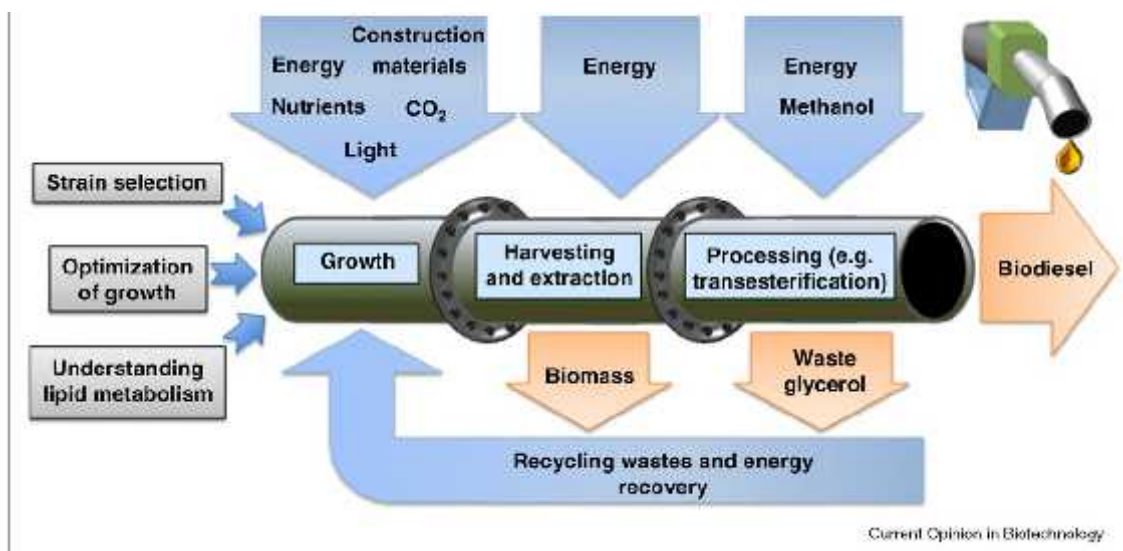 Construction
Energy materials
Nutrients CO₂
Light
Energy
Energy
Methanol
Strain selection
Optimization
of growth
Understanding
lipid metabolism
Growth
Harvesting
and extraction
Processing (e.g.
transesterification)
Biodiesel
Biomass
Waste
glycerol
Recycling wastes and energy
recovery
Current Opinion in Biotechnology